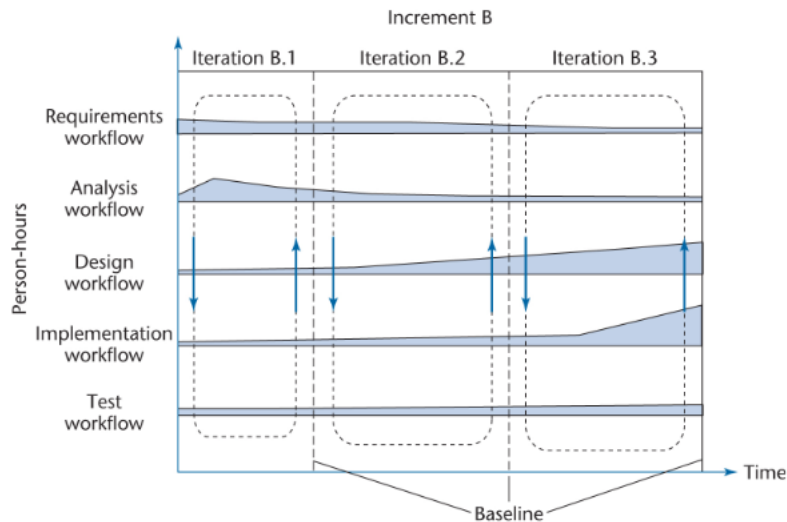 Increment B
Iteration B.1
Iteration B.2
Iteration B.3
Person-hours
Requirements
workflow
Analysis
workflow
Design
workflow
Implementation
workflow
Test
workflow
Time
Baseline